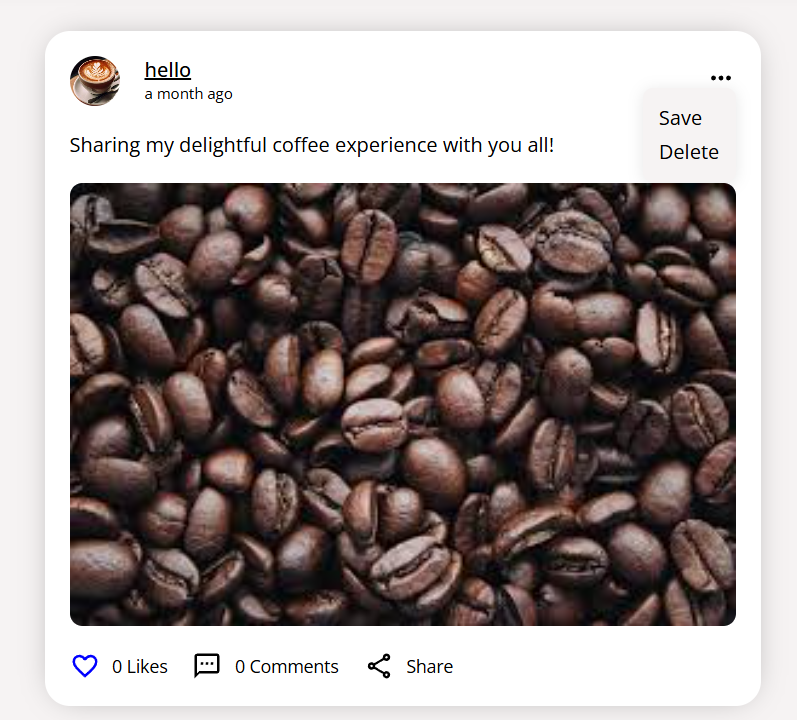 hello
a month ago
Save
Delete
Sharing my delightful coffee experience with you all!
0 Likes
0 Comments
Share